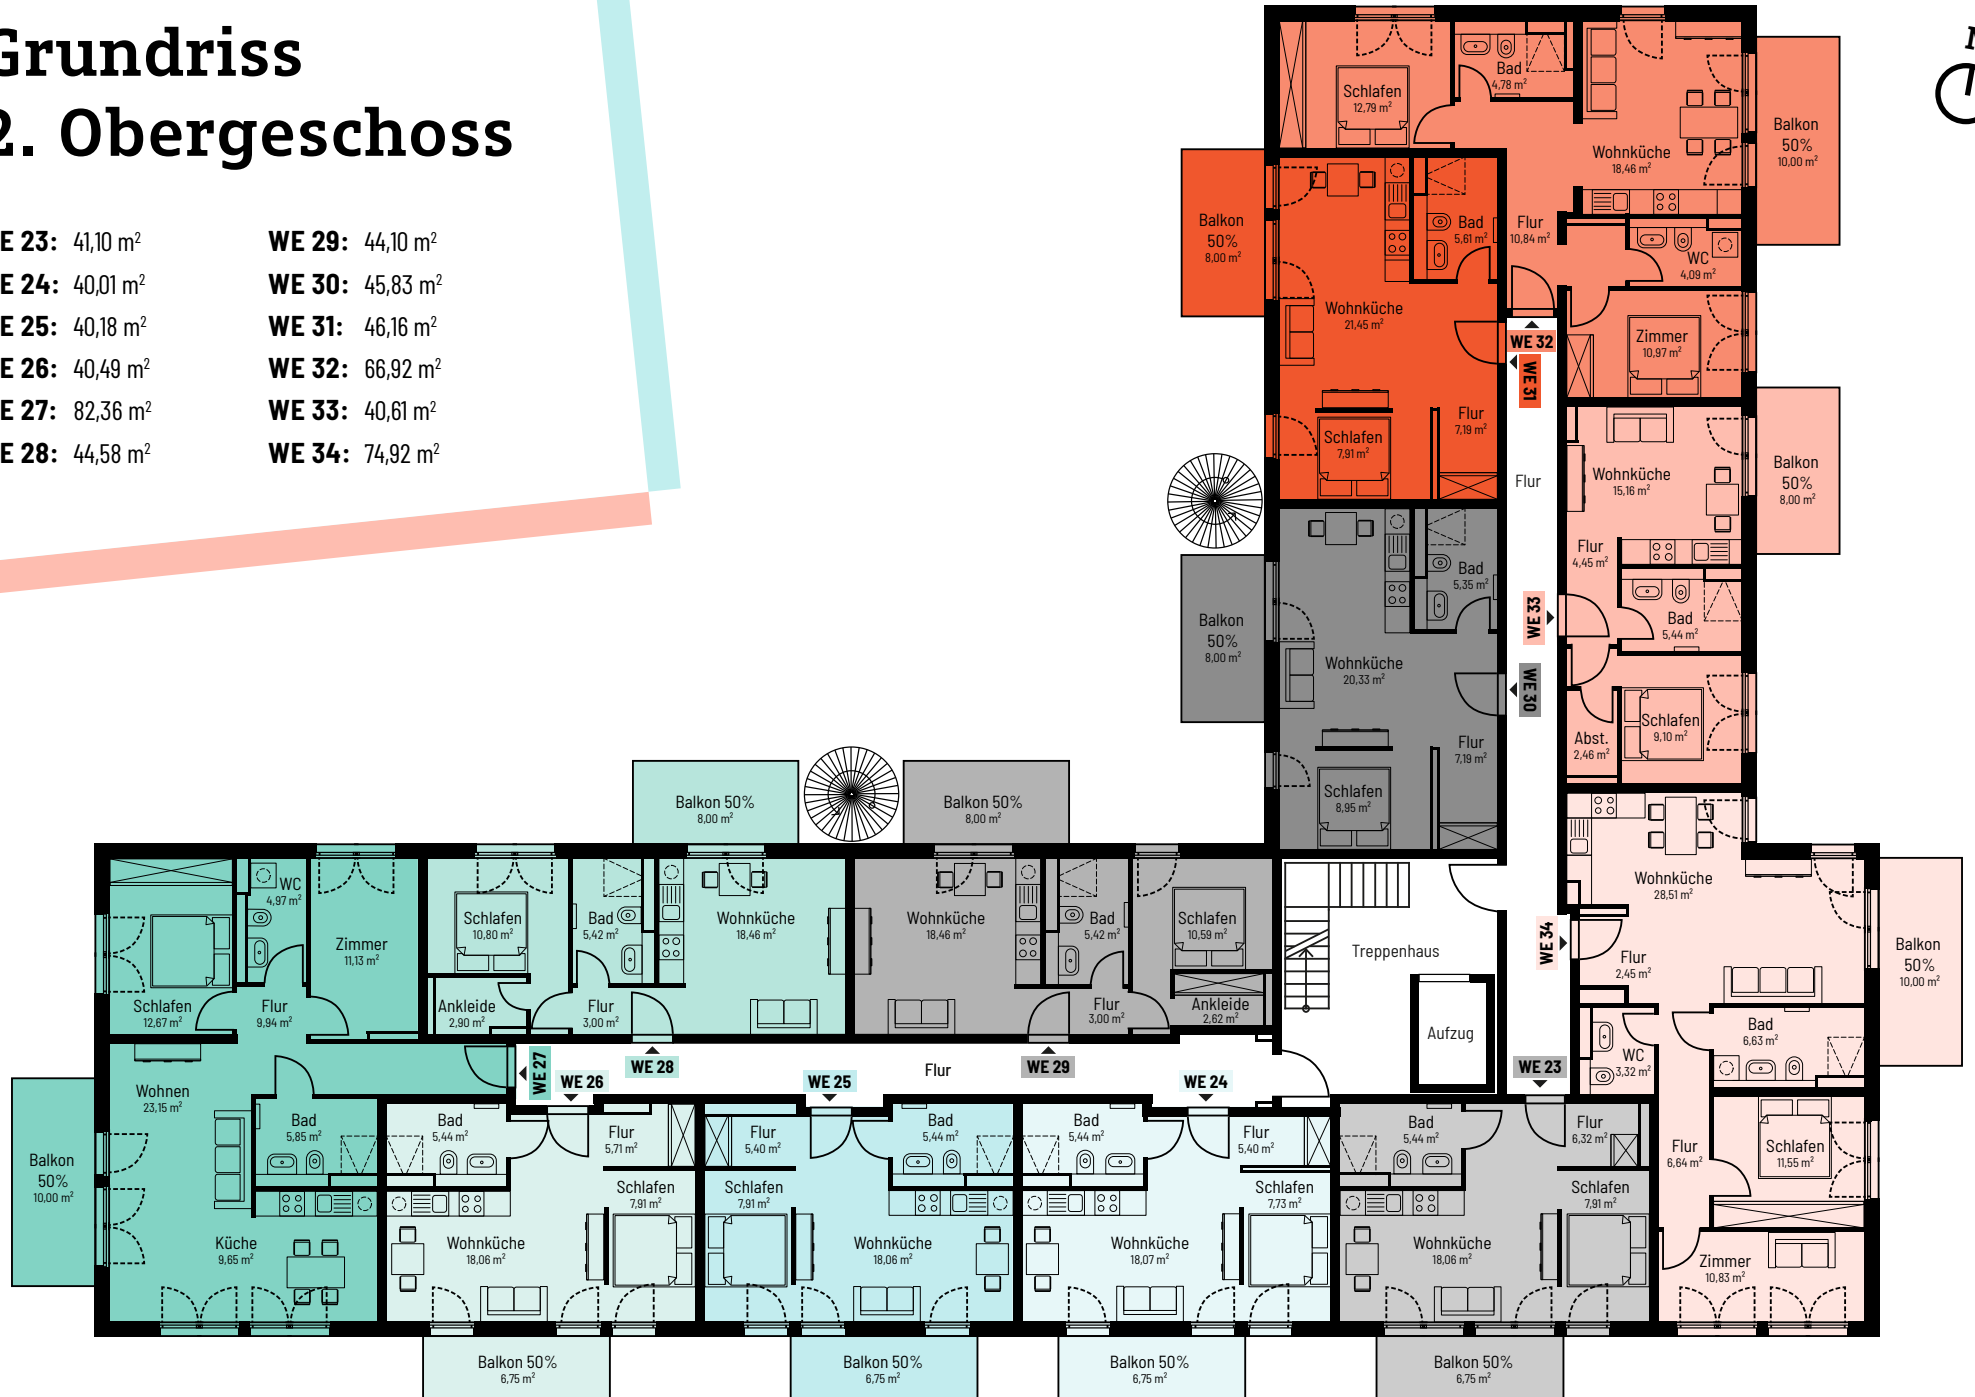 Grundriss
2. Obergeschoss
E 23: 41,10 m²
E 24: 40,01 m²
E 25: 40,18 m²
E 26: 40,49 m²
E 27: 82,36 m²
E 28: 44,58 m²
WE 29: 44,10 m²
WE 30: 45,83 m²
WE 31: 46,16 m²
WE 32: 66,92 m²
WE 33: 40,61 m²
WE 34: 74,92 m²
Schlafen
12,79 m²
Bad
4,78 m²
Wohnküche
18,46 m²
Balkon
50%
10,00 m²
Flur
10,84 m²
WC
4,09 m²
Zimmer
10,97 m²
WE 32
Balkon
50%
8,00 m²
Bad
5,61 m²
Wohnküche
21,45 m²
WE 31
Flur
7,19 m²
Schlafen
7,91 m²
Flur
Wohnküche
15,16 m²
Balkon
50%
8,00 m²
Flur
4,45 m²
Bad
5,44 m²
WE 33
Schlafen
9,10 m²
Abst.
2,46 m²
Balkon
50%
8,00 m²
Bad
5,35 m²
Wohnküche
20,33 m²
WE 30
Flur
7,19 m²
Schlafen
8,95 m²
Balkon 50%
8,00 m²
Balkon 50%
8,00 m²
WC
4,97 m²
Zimmer
11,13 m²
Schlafen
12,67 m²
Flur
9,94 m²
Schlafen
10,80 m²
Bad
5,42 m²
Wohnküche
18,46 m²
Ankleide
2,90 m²
Flur
3,00 m²
Wohnküche
18,46 m²
Bad
5,42 m²
Schlafen
10,59 m²
Flur
3,00 m²
Ankleide
2,62 m²
Treppenhaus
Aufzug
WE 34
Wohnküche
28,51 m²
Flur
2,45 m²
Balkon
50%
10,00 m²
Bad
6,63 m²
WC
3,32 m²
Flur
6,64 m²
Schlafen
11,55 m²
Zimmer
10,83 m²
WE 27
WE 26
WE 28
WE 25
Flur
WE 29
WE 24
WE 23
Wohnen
23,15 m²
Bad
5,85 m²
Balkon
50%
10,00 m²
Küche
9,65 m²
Bad
5,44 m²
Flur
5,71 m²
Schlafen
7,91 m²
Wohnküche
18,06 m²
Flur
5,40 m²
Bad
5,44 m²
Schlafen
7,91 m²
Wohnküche
18,06 m²
Bad
5,44 m²
Flur
5,40 m²
Schlafen
7,73 m²
Wohnküche
18,07 m²
Bad
5,44 m²
Flur
6,32 m²
Schlafen
7,91 m²
Wohnküche
18,06 m²
Balkon 50%
6,75 m²
Balkon 50%
6,75 m²
Balkon 50%
6,75 m²
Balkon 50%
6,75 m²